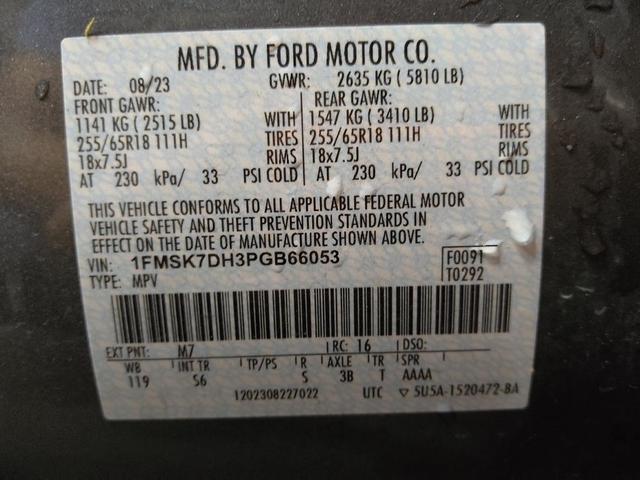 MFD. BY FORD MOTOR CO.
DATE: 08/23 GVWR: 2635 KG ( 5810 LB)
FRONT GAWR: REAR GAWR:
1141 KG ( 2515 LB) WITH 1547 KG ( 3410 LB) WITH
255/65R18 111H TIRES 255/65R18 111H TIRES
18x7.5J RIMS 18x7.5J RIMS
AT 230 kPa/ 33 PSI COLD AT 230 kPa/ 33 PSI COLD
THIS VEHICLE CONFORMS TO ALL APPLICABLE FEDERAL MOTOR
VEHICLE SAFETY AND THEFT PREVENTION STANDARDS IN
EFFECT ON THE DATE OF MANUFACTURE SHOWN ABOVE.
VIN: 1FMSK7DH3PGB66053 F0091
TYPE: MPV T0292
EXT PNT: M7 RC: 16 DSO:
WB INT TR TP/PS R AXLE TR SPR
119 S6 S 3B T AAAA
1202308227022 UTC ▽ 5U5A-1520472-BA